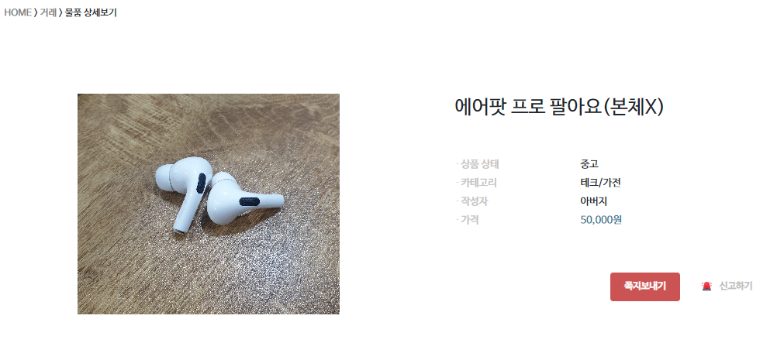 HOME > 거래 > 물품 상세보기
에어팟 프로 팔아요(본체X)
· 상품 상태 중고
· 카테고리 테크/가전
· 작성자 아버지
· 가격 50,000원
쪽지보내기 신고하기